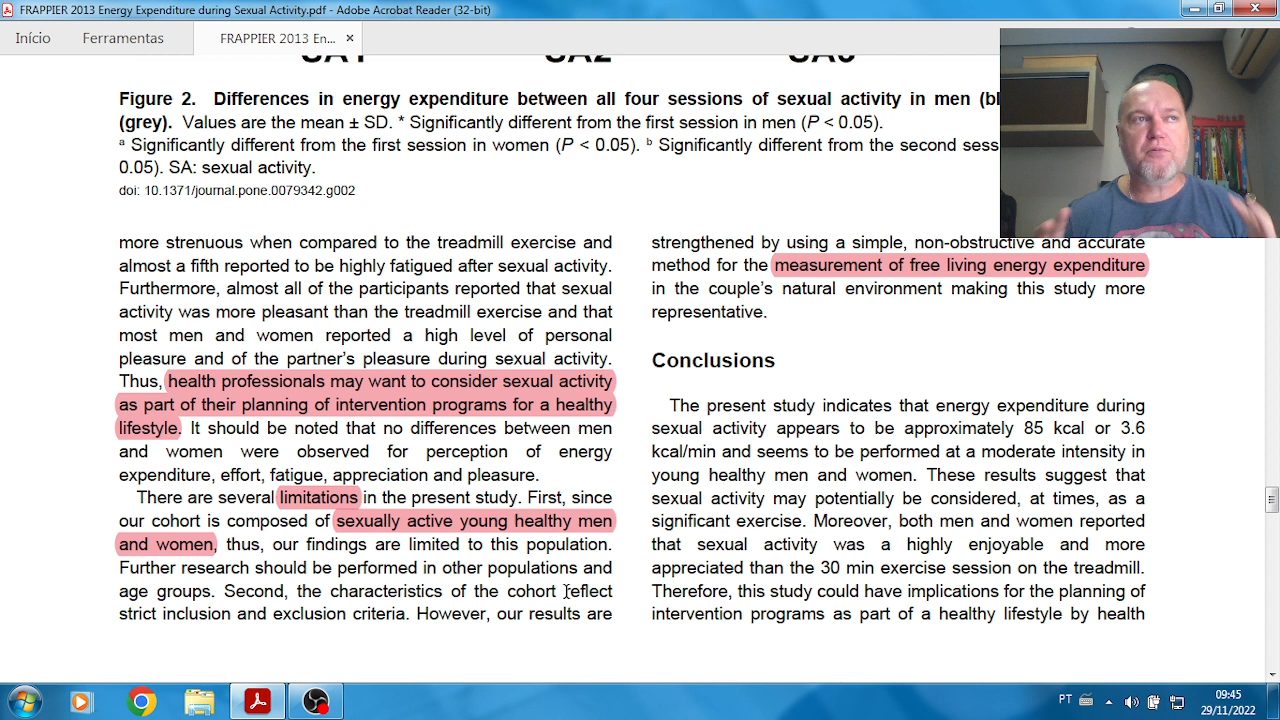 FRAPPIER 2013 Energy Expenditure during Sexual Activity.pdf - Adobe Acrobat Reader (32-bit)
Início Ferramentas FRAPPIER 2013 En... ×
Figure 2. Differences in energy expenditure between all four sessions of sexual activity in men
(grey). Values are the mean ± SD. * Significantly different from the first session in men (P < 0.05).
ᵃ Significantly different from the first session in women (P < 0.05). ᵇ Significantly different from the second
0.05). SA: sexual activity.
doi: 10.1371/journal.pone.0079342.g002
more strenuous when compared to the treadmill exercise and
almost a fifth reported to be highly fatigued after sexual activity.
Furthermore, almost all of the participants reported that sexual
activity was more pleasant than the treadmill exercise and that
most men and women reported a high level of personal
pleasure and of the partner's pleasure during sexual activity.
Thus, health professionals may want to consider sexual activity
as part of their planning of intervention programs for a healthy
lifestyle. It should be noted that no differences between men
and women were observed for perception of energy
expenditure, effort, fatigue, appreciation and pleasure.
There are several limitations in the present study. First, since
our cohort is composed of sexually active young healthy men
and women, thus, our findings are limited to this population.
Further research should be performed in other populations and
age groups. Second, the characteristics of the cohort reflect
strict inclusion and exclusion criteria. However, our results are
strengthened by using a simple, non-obstructive and accurate
method for the measurement of free living energy expenditure
in the couple's natural environment making this study more
representative.
Conclusions
The present study indicates that energy expenditure during
sexual activity appears to be approximately 85 kcal or 3.6
kcal/min and seems to be performed at a moderate intensity in
young healthy men and women. These results suggest that
sexual activity may potentially be considered, at times, as a
significant exercise. Moreover, both men and women reported
that sexual activity was a highly enjoyable and more
appreciated than the 30 min exercise session on the treadmill.
Therefore, this study could have implications for the planning of
intervention programs as part of a healthy lifestyle by health
PT
09:45
29/11/2022